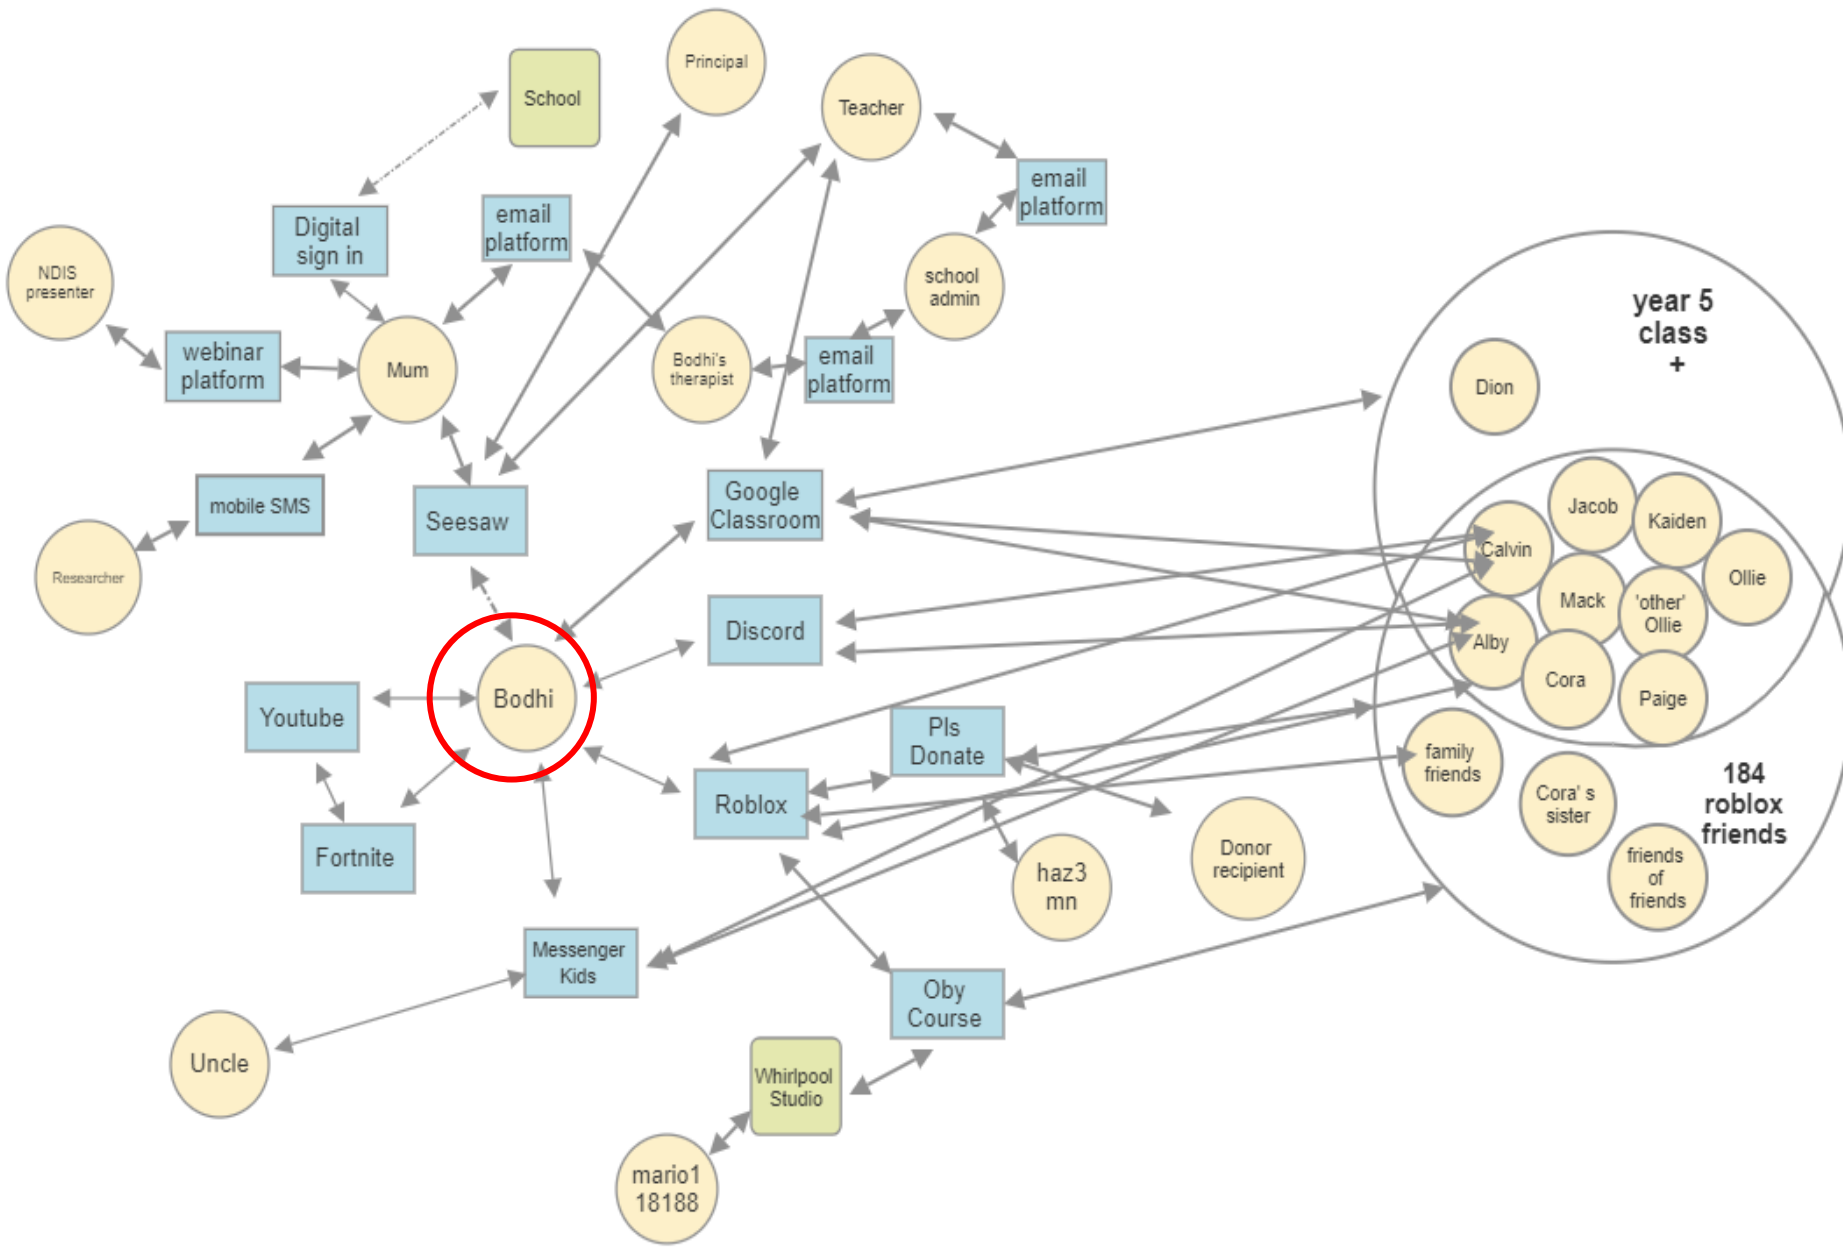 Principal
School
Teacher
email
platform
email
platform
Digital
sign in
NDIS
presenter
school
admin
year 5
class
+
webinar
platform
Mum
Bodhi's
therapist
email
platform
Dion
mobile SMS
Seesaw
Google
Classroom
Jacob
Kaiden
Calvin
Ollie
Researcher
Mack
'other'
Ollie
Discord
Alby
Cora
Paige
Bodhi
Youtube
Pls
Donate
family
friends
184
roblox
friends
Cora' s
sister
Roblox
Fortnite
haz3
mn
Donor
recipient
friends
of
friends
Messenger
Kids
Oby
Course
Uncle
Whirlpool
Studio
mario1
18188